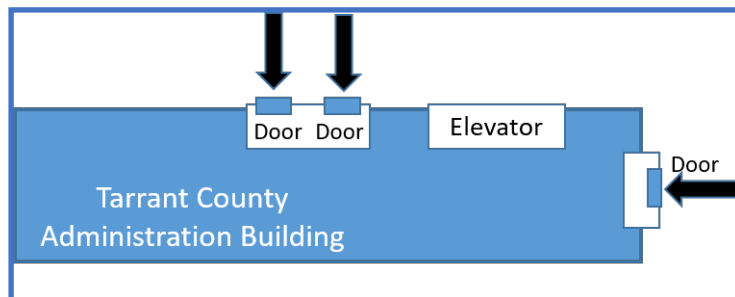 Door Door
Elevator
Door
Tarrant County
Administration Building